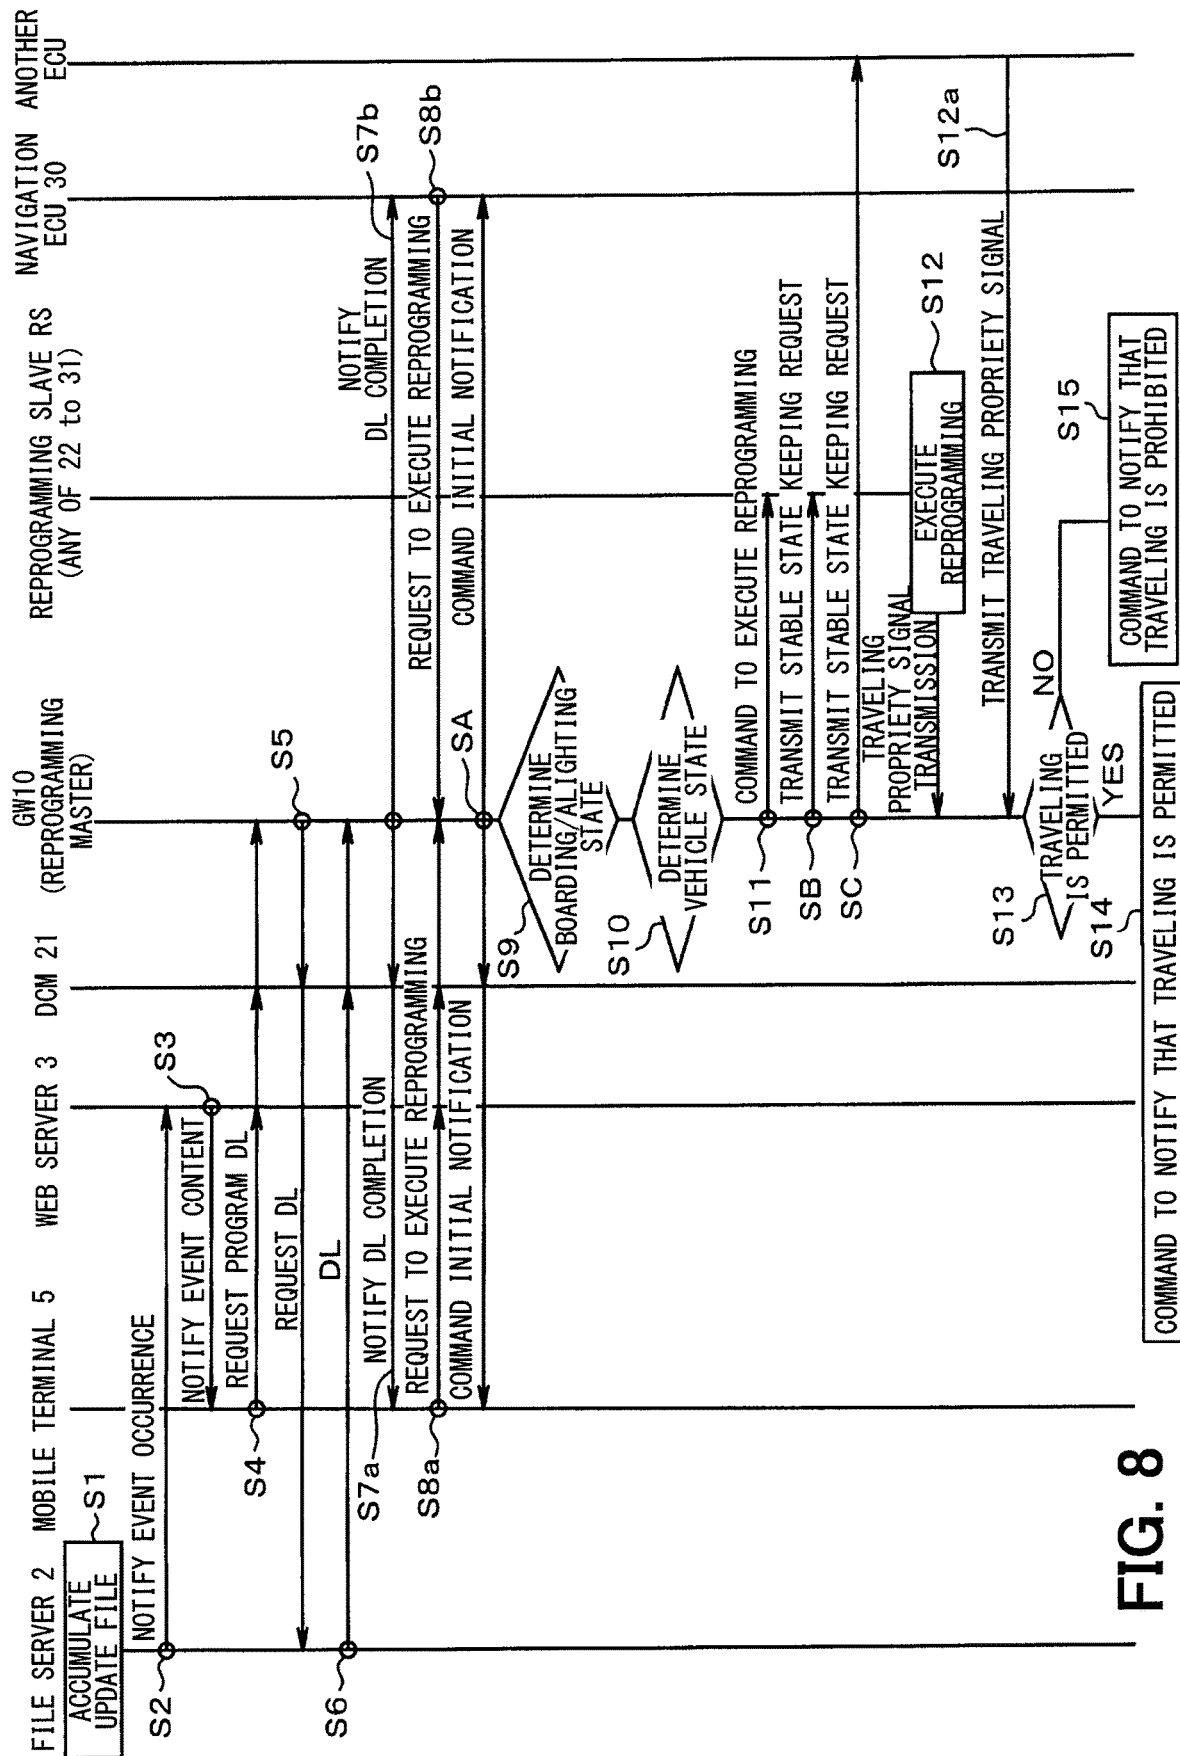 FILE SERVER 2
MOBILE TERMINAL 5
WEB SERVER 3
DCM 21
GW10
(REPROGRAMMING
MASTER)
REPROGRAMMING SLAVE RS
(ANY OF 22 to 31)
NAVIGATION
ECU 30
ANOTHER
ECU
ACCUMULATE
UPDATE FILE
S1
NOTIFY EVENT OCCURRENCE
S2
NOTIFY EVENT CONTENT
S3
REQUEST PROGRAM DL
S4
REQUEST DL
S5
DL
S6
NOTIFY DL COMPLETION
S7a
NOTIFY
DL COMPLETION
S7b
REQUEST TO EXECUTE REPROGRAMMING
S8a
REQUEST TO EXECUTE REPROGRAMMING
S8b
COMMAND INITIAL NOTIFICATION
SA
COMMAND INITIAL NOTIFICATION
S9
DETERMINE
BOARDING/ALIGHTING
STATE
S10
DETERMINE
VEHICLE STATE
S11
COMMAND TO EXECUTE REPROGRAMMING
SB
TRANSMIT STABLE STATE KEEPING REQUEST
SC
TRANSMIT STABLE STATE KEEPING REQUEST
TRAVELING
PROPRIETY SIGNAL
TRANSMISSION
EXECUTE
REPROGRAMMING
S12
TRANSMIT TRAVELING PROPRIETY SIGNAL
S12a
S13
TRAVELING
IS PERMITTED
NO
YES
S14
COMMAND TO NOTIFY THAT TRAVELING IS PERMITTED
S15
COMMAND TO NOTIFY THAT
TRAVELING IS PROHIBITED
FIG. 8